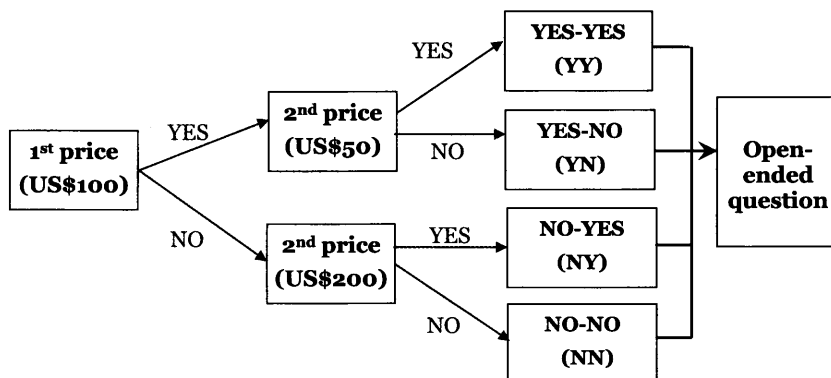 1st price
(US$100)
YES
NO
2nd price
(US$50)
2nd price
(US$200)
YES
NO
YES
NO
YES-YES
(YY)
YES-NO
(YN)
NO-YES
(NY)
NO-NO
(NN)
Open-
ended
question